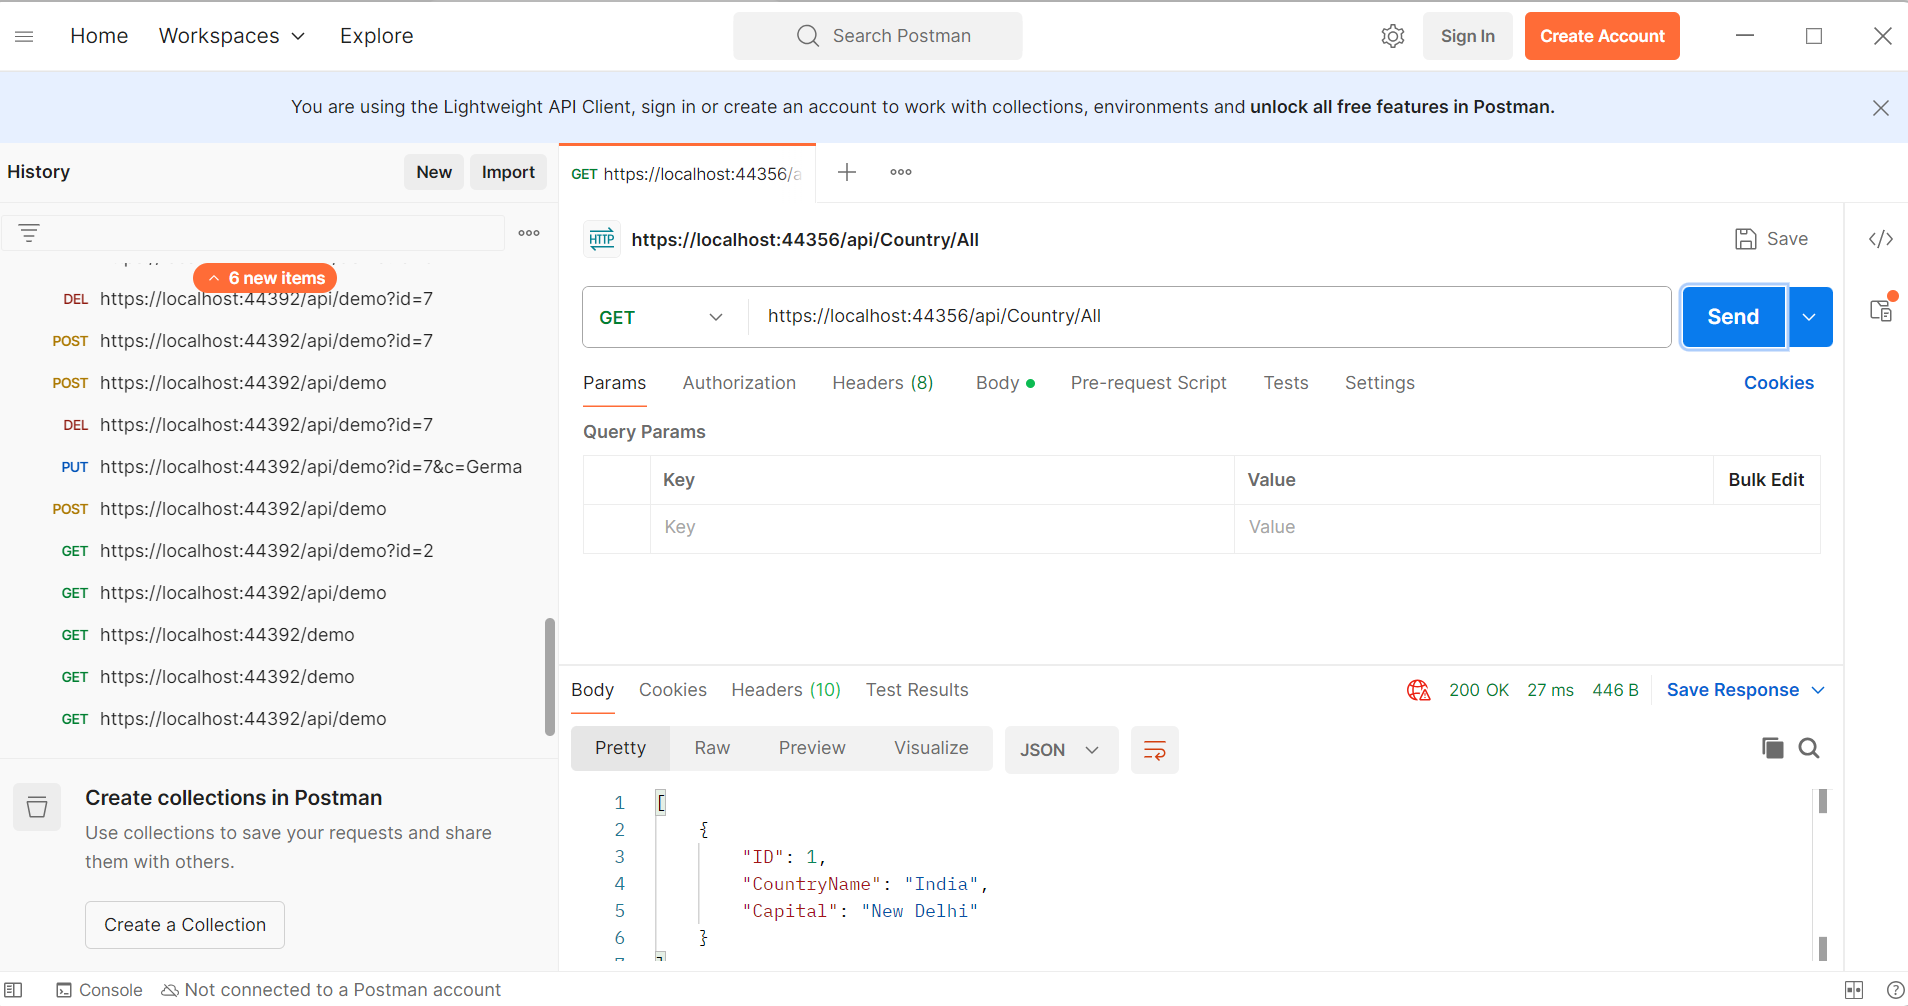 Home Workspaces Explore Search Postman Sign In Create Account
You are using the Lightweight API Client, sign in or create an account to work with collections, environments and unlock all free features in Postman.
History New Import
6 new items
DEL https://localhost:44392/api/demo?id=7
POST https://localhost:44392/api/demo?id=7
POST https://localhost:44392/api/demo
DEL https://localhost:44392/api/demo?id=7
PUT https://localhost:44392/api/demo?id=7&c=Germa
POST https://localhost:44392/api/demo
GET https://localhost:44392/api/demo?id=2
GET https://localhost:44392/api/demo
GET https://localhost:44392/demo
GET https://localhost:44392/demo
GET https://localhost:44392/api/demo
Create collections in Postman
Use collections to save your requests and share
them with others.
Create a Collection
GET https://localhost:44356/a
HTTP https://localhost:44356/api/Country/All Save </>
GET https://localhost:44356/api/Country/All Send
Params Authorization Headers (8) Body Pre-request Script Tests Settings Cookies
Query Params
Key Value Bulk Edit
Key Value
Body Cookies Headers (10) Test Results 200 OK 27 ms 446 B Save Response
Pretty Raw Preview Visualize JSON
1 [
2 {
3 "ID": 1,
4 "CountryName": "India",
5 "Capital": "New Delhi"
6 }
7 ]
Console Not connected to a Postman account